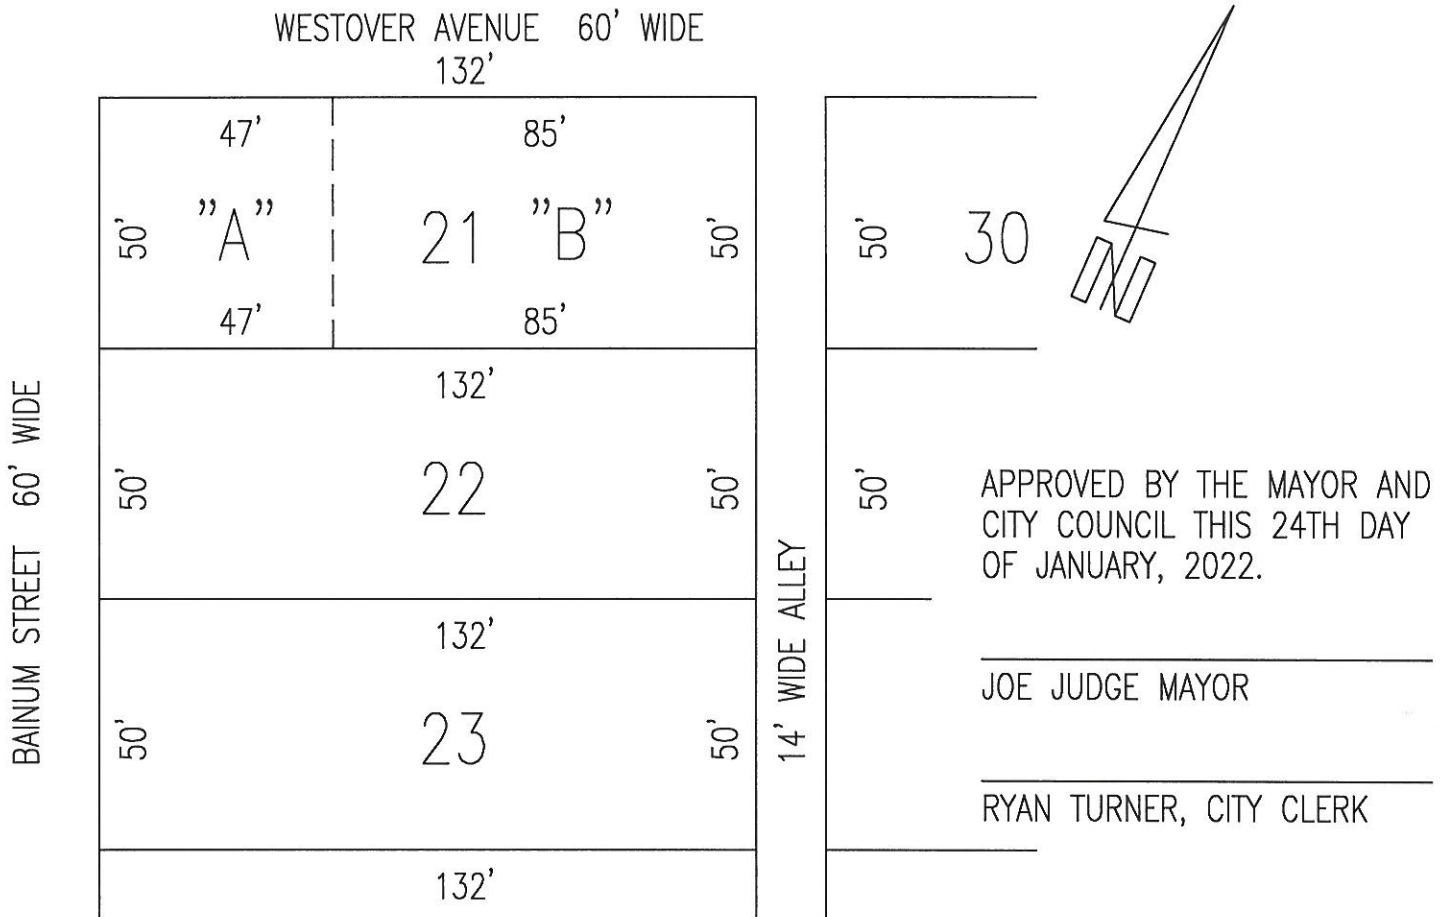 WESTOVER AVENUE 60' WIDE
132'
47' 85'
50' "A" 21 "B" 50' 50' 30
N
47' 85'
132'
BAINUM STREET 60' WIDE
50' 22 50' 50'
APPROVED BY THE MAYOR AND
CITY COUNCIL THIS 24TH DAY
OF JANUARY, 2022.
132'
14' WIDE ALLEY
50' 23 50'
JOE JUDGE MAYOR
RYAN TURNER, CITY CLERK
132'